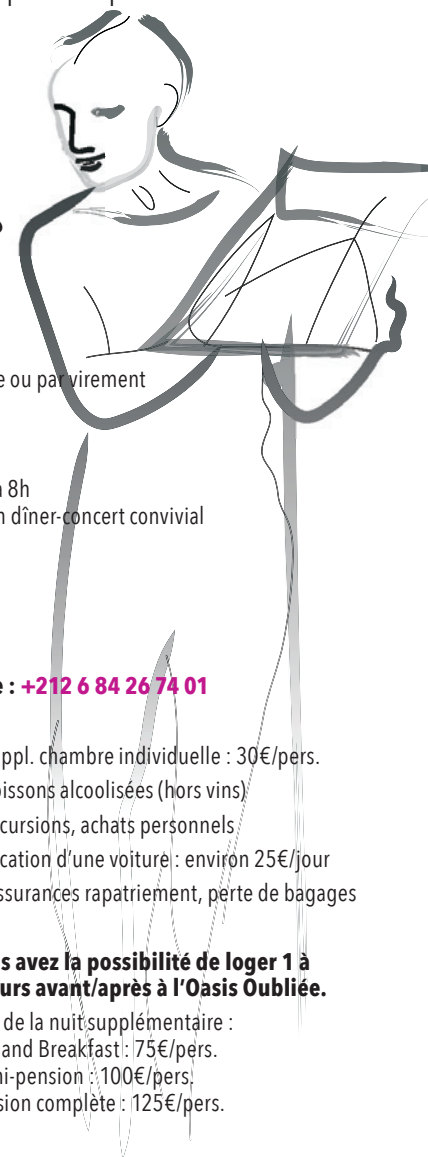 e ou par virement
à 8h
n dîner-concert convivial
e : +212 6 84 26 74 01
ppl. chambre individuelle : 30€/pers.
oissons alcoolisées (hors vins)
cursions, achats personnels
cation d’une voiture : environ 25€/jour
ssurances rapatriement, perte de bagages
s avez la possibilité de loger 1 à
urs avant/après à l’Oasis Oubliée.
de la nuit supplémentaire :
and Breakfast : 75€/pers.
ni-pension : 100€/pers.
sion complète : 125€/pers.